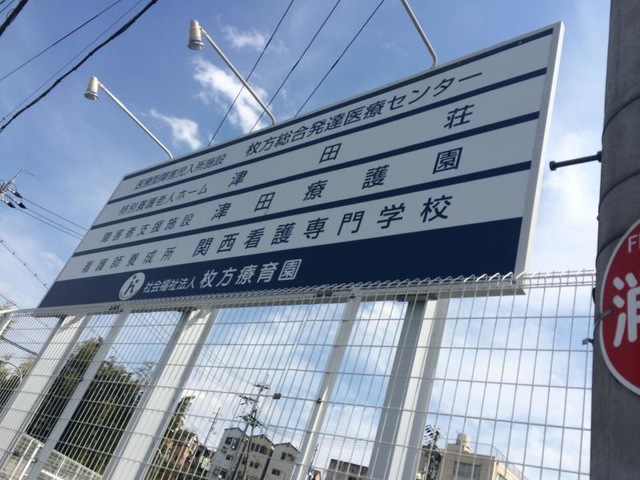 医療型障害児入所施設 枚方総合発達医療センター
特別養護老人ホーム 津田荘
障害者支援施設 津田療護園
看護師養成所 関西看護専門学校
社会福祉法人 枚方療育園
消